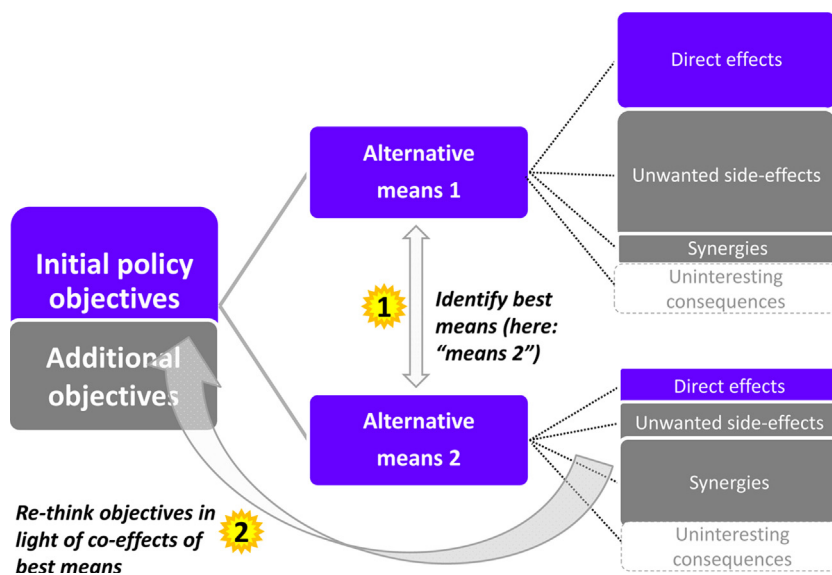 Initial policy
objectives
Additional
objectives
Alternative
means 1
1
Identify best
means (here:
“means 2”)
Alternative
means 2
Re-think objectives in
light of co-effects of
best means
2
Direct effects
Unwanted side-effects
Synergies
Uninteresting
consequences
Direct effects
Unwanted side-effects
Synergies
Uninteresting
consequences